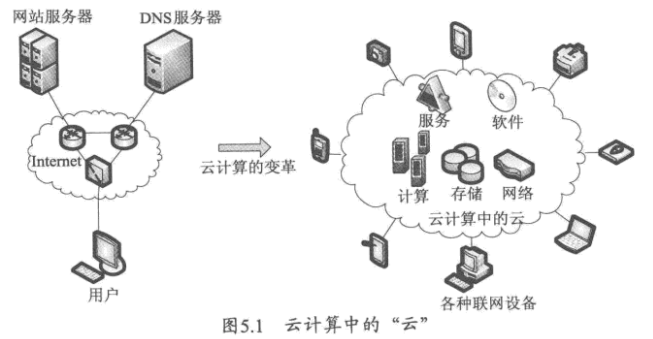 网站服务器
DNS服务器
Internet
用户
云计算的变革
服务
软件
计算
存储
网络
云计算中的云
各种联网设备
图5.1 云计算中的“云”